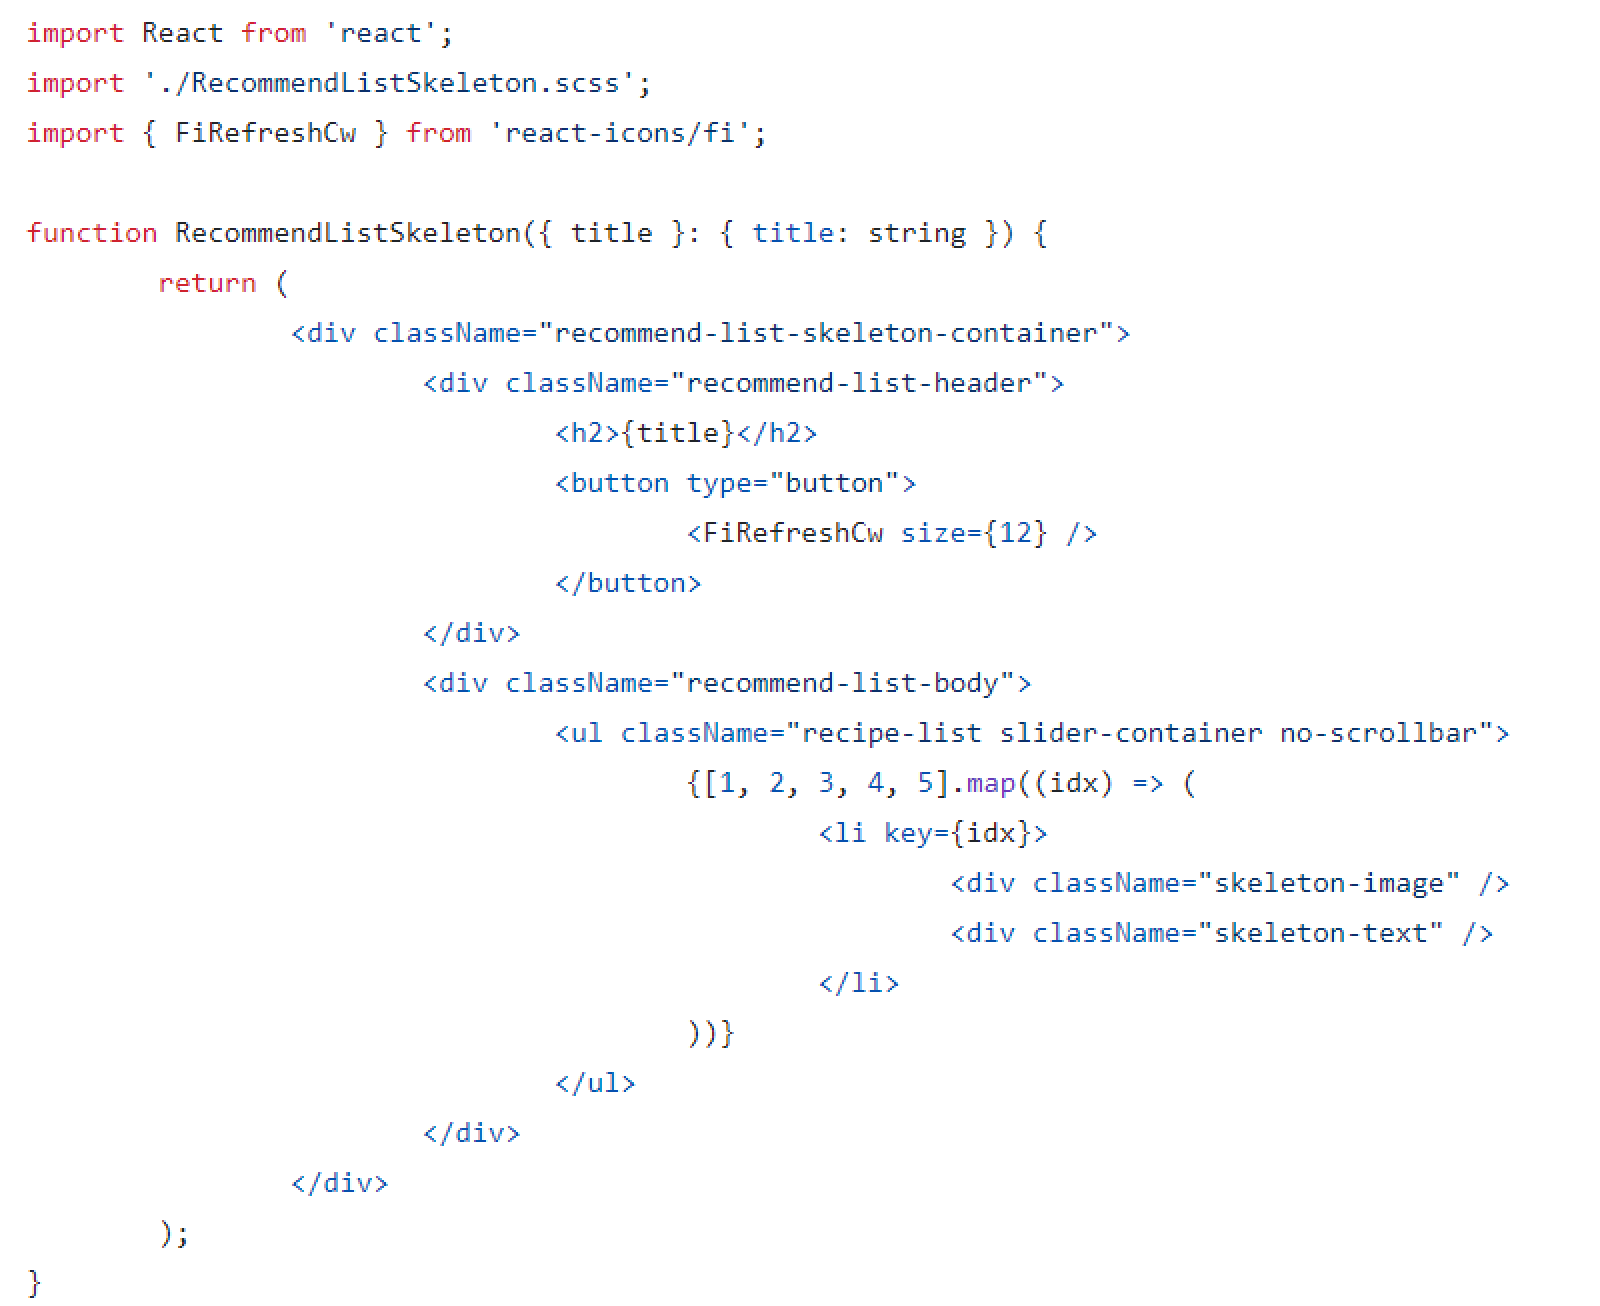 import React from 'react';
import './RecommendListSkeleton.scss';
import { FiRefreshCw } from 'react-icons/fi';

function RecommendListSkeleton({ title }: { title: string }) {
        return (
                <div className="recommend-list-skeleton-container">
                        <div className="recommend-list-header">
                                <h2>{title}</h2>
                                <button type="button">
                                        <FiRefreshCw size={12} />
                                </button>
                        </div>
                        <div className="recommend-list-body">
                                <ul className="recipe-list slider-container no-scrollbar">
                                        {[1, 2, 3, 4, 5].map((idx) => (
                                                <li key={idx}>
                                                        <div className="skeleton-image" />
                                                        <div className="skeleton-text" />
                                                </li>
                                        ))}
                                </ul>
                        </div>
                </div>
        );
}